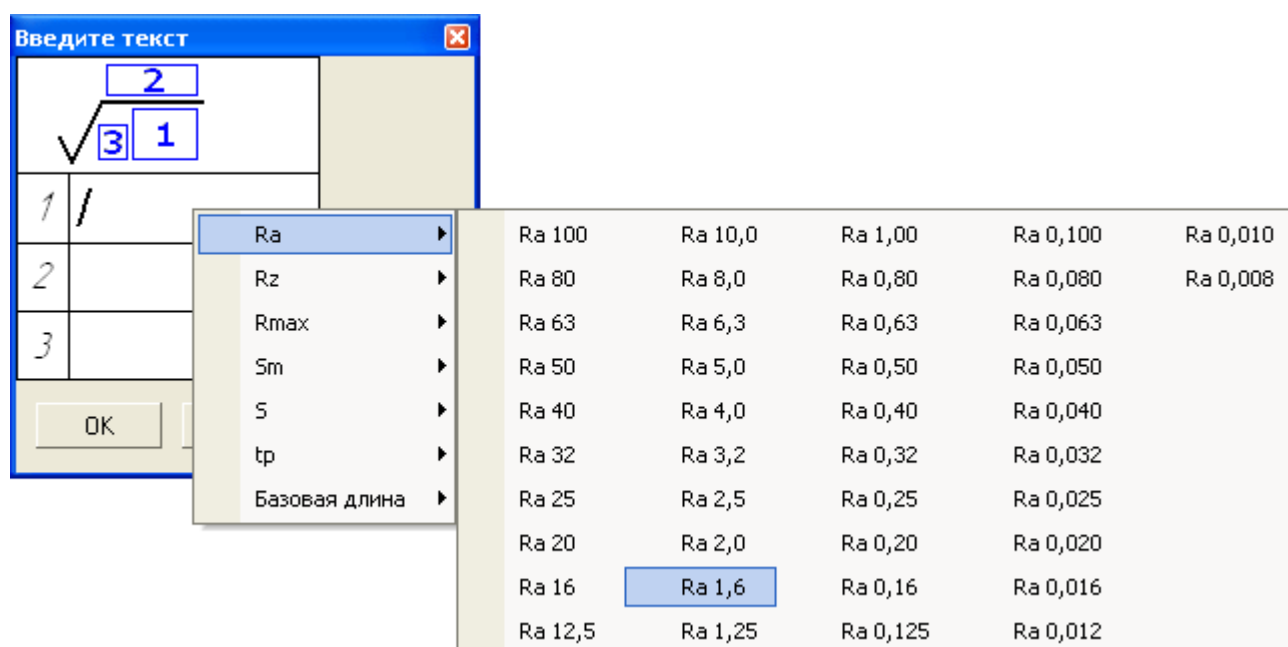 Введите текст
2
3 1
1 /
2
3
OK
Ra
Rz
Rmax
Sm
S
tp
Базовая длина
Ra 100 Ra 10,0 Ra 1,00 Ra 0,100 Ra 0,010
Ra 80 Ra 8,0 Ra 0,80 Ra 0,080 Ra 0,008
Ra 63 Ra 6,3 Ra 0,63 Ra 0,063
Ra 50 Ra 5,0 Ra 0,50 Ra 0,050
Ra 40 Ra 4,0 Ra 0,40 Ra 0,040
Ra 32 Ra 3,2 Ra 0,32 Ra 0,032
Ra 25 Ra 2,5 Ra 0,25 Ra 0,025
Ra 20 Ra 2,0 Ra 0,20 Ra 0,020
Ra 16 Ra 1,6 Ra 0,16 Ra 0,016
Ra 12,5 Ra 1,25 Ra 0,125 Ra 0,012